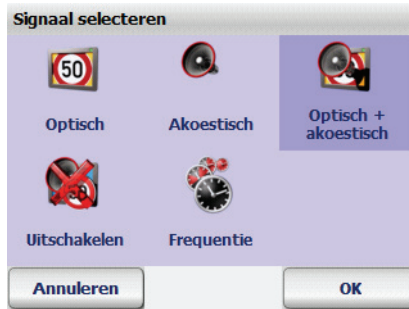 Signaal selecteren
50
Optisch
Akoestisch
Optisch +
akoestisch
Uitschakelen
Frequentie
Annuleren
OK